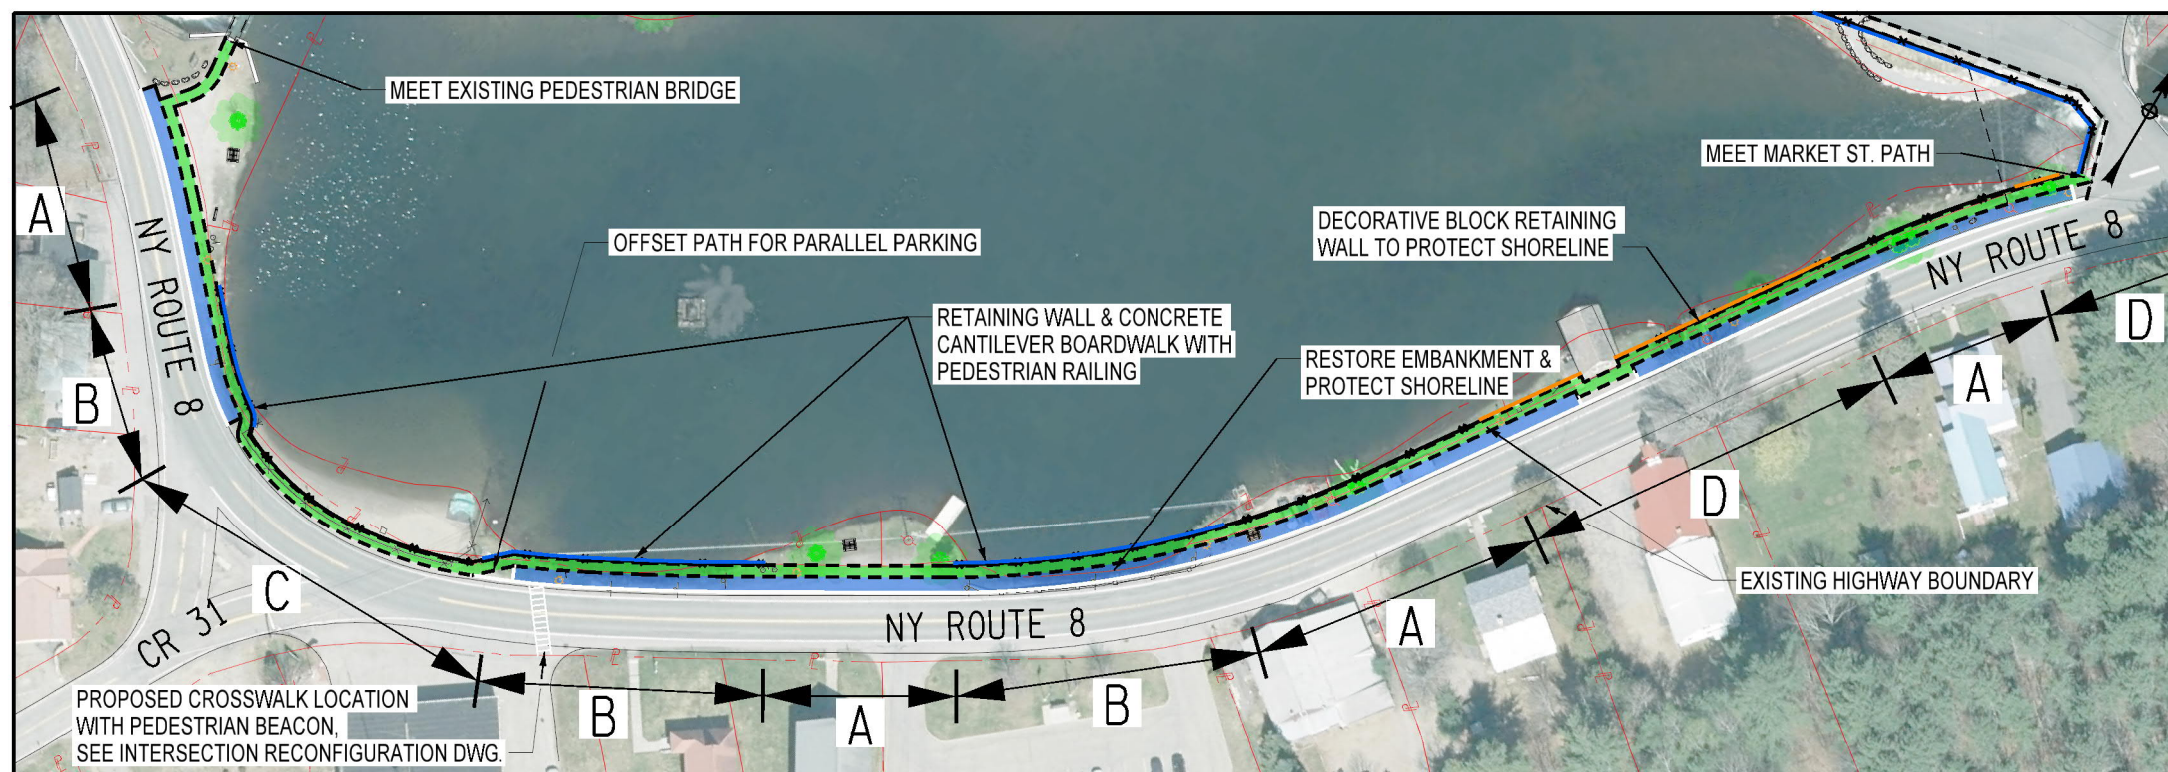 MEET EXISTING PEDESTRIAN BRIDGE
MEET MARKET ST. PATH
A
NY ROUTE 8
OFFSET PATH FOR PARALLEL PARKING
DECORATIVE BLOCK RETAINING
WALL TO PROTECT SHORELINE
NY ROUTE 8
RETAINING WALL & CONCRETE
CANTILEVER BOARDWALK WITH
PEDESTRIAN RAILING
RESTORE EMBANKMENT &
PROTECT SHORELINE
D
A
B
D
EXISTING HIGHWAY BOUNDARY
C
CR 31
NY ROUTE 8
A
B
A
B
PROPOSED CROSSWALK LOCATION
WITH PEDESTRIAN BEACON,
SEE INTERSECTION RECONFIGURATION DWG.